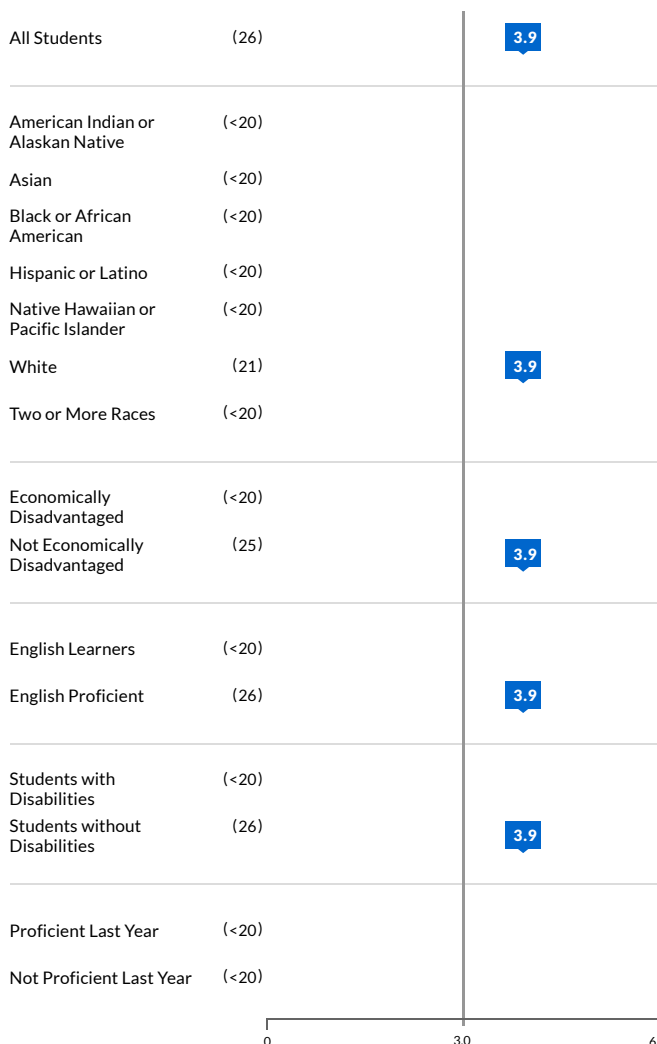 All Students (26) 3.9
American Indian or (<20)
Alaskan Native
Asian (<20)
Black or African (<20)
American
Hispanic or Latino (<20)
Native Hawaiian or (<20)
Pacific Islander
White (21) 3.9
Two or More Races (<20)
Economically (<20)
Disadvantaged
Not Economically (25) 3.9
Disadvantaged
English Learners (<20)
English Proficient (26) 3.9
Students with (<20)
Disabilities
Students without (26) 3.9
Disabilities
Proficient Last Year (<20)
Not Proficient Last Year (<20)
0 3.0 6